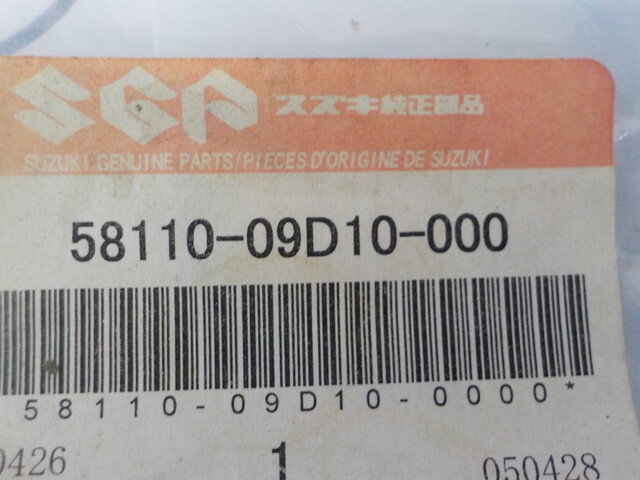 SGP スズキ純正部品
SUZUKI GENUINE PARTS/PIÈCES D'ORIGINE DE SUZUKI
58110-09D10-000
58110-09D10-0000*
0426 1 050428